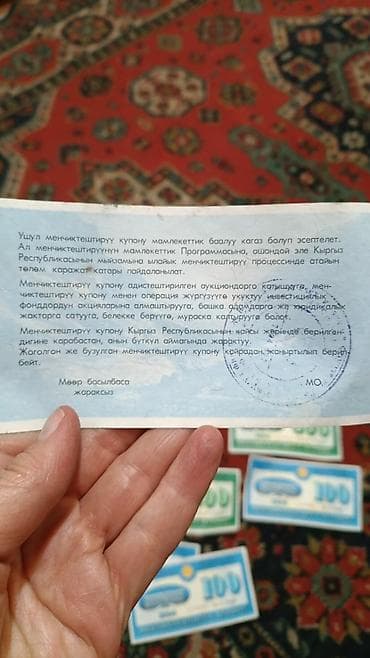 Ушул менчиктештирүү купону мамлекеттик баалуу кагаз болуп эсептелет.
Ал менчиктештирүүнүн мамлекеттик Программасына, ошондой эле Кыргыз
Республикасынын мыйзамына ылайык менчиктештирүү процессинде атайын
төлөм каражат катары пайдаланылат.
Менчиктештирүү купону адистештирилген аукциондорго катышууга, мен-
чиктештирүү купону менен операция жүргүзүүгө укуктуу инвестициялык
фонддордун акцияларына алмаштырууга, башка адамдарга же юридикалык
жактарга сатууга, белекке берүүгө, мураска калтырууга болот.
Менчиктештирүү купону Кыргыз Республикасынын кайсы жеринде берилген-
дигине карабастан, анын бүткүл аймагында жарактуу.
Жоголгон же бузулган менчиктештирүү купону кайрадан жаңыртылып берил-
бейт.
Мөөр басылбаса МО.
жараксыз
100
100